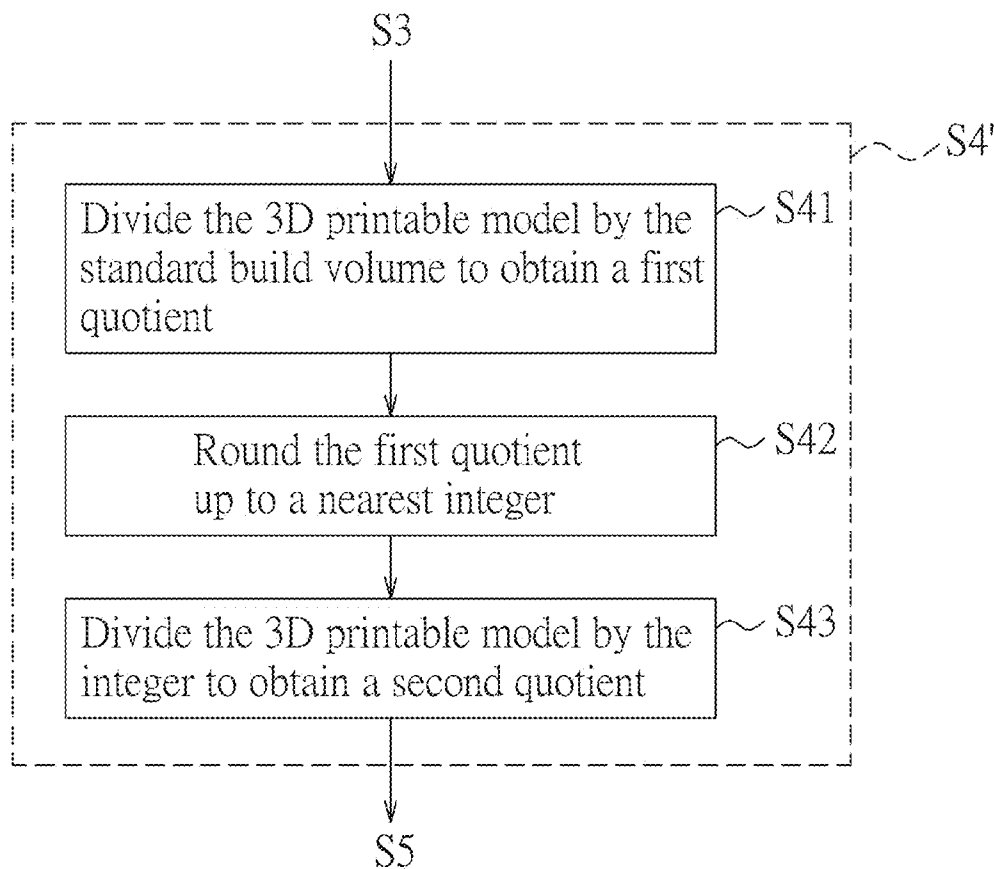 S3
S4'
Divide the 3D printable model by the
standard build volume to obtain a first
quotient
S41
Round the first quotient
up to a nearest integer
S42
Divide the 3D printable model by the
integer to obtain a second quotient
S43
S5